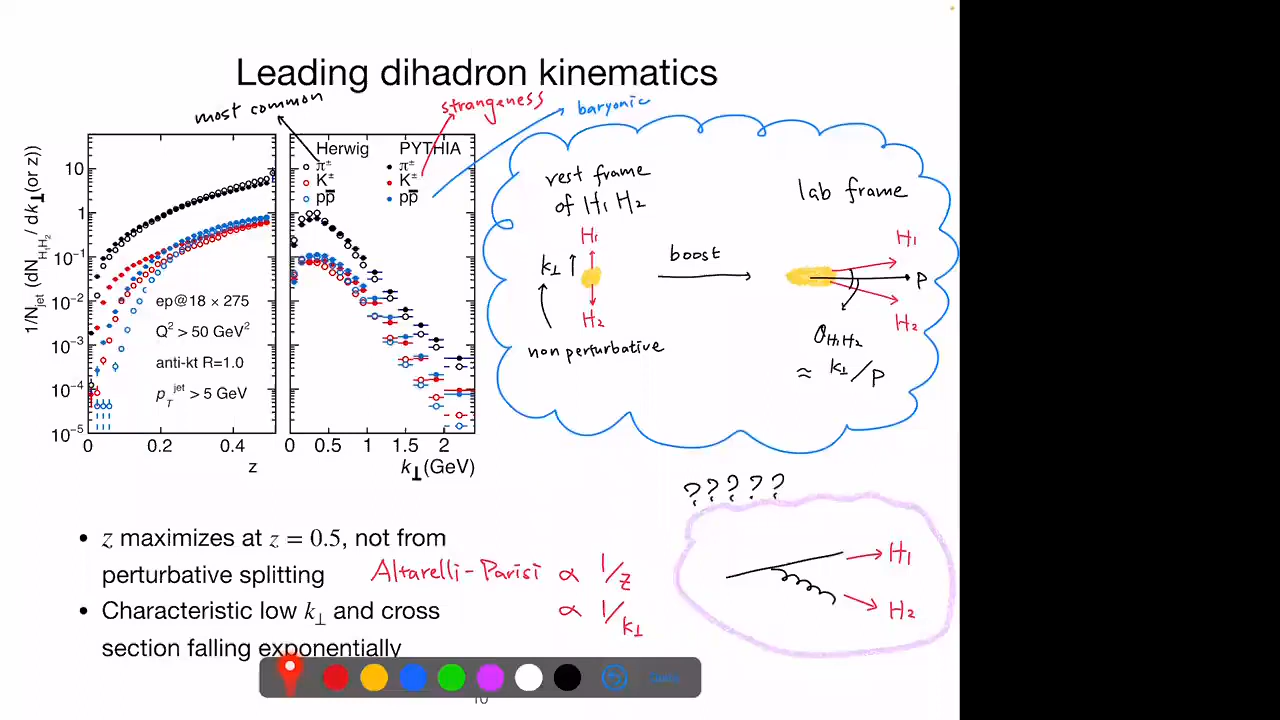 Leading dihadron kinematics
most common
strangeness
baryonic
1/N_jet (dN_H₁H₂ / dk⊥(or z))
10
1
10⁻¹
10⁻²
10⁻³
10⁻⁴
10⁻⁵
ep@18 × 275
Q² > 50 GeV²
anti-kt R=1.0
p_T^jet > 5 GeV
0 0.2 0.4
z
Herwig PYTHIA
π± π±
K± K±
pp̅ pp̅
0 0.5 1 1.5 2
k⊥(GeV)
rest frame
of H₁ H₂
H₁
k⊥
H₂
non perturbative
boost
lab frame
H₁
P
H₂
θ_H₁H₂
≈ k⊥/P
?????
H₁
H₂
• z maximizes at z = 0.5, not from
perturbative splitting
Altarelli-Parisi ∝ 1/z
• Characteristic low k⊥ and cross
∝ 1/k⊥
section falling exponentially
10